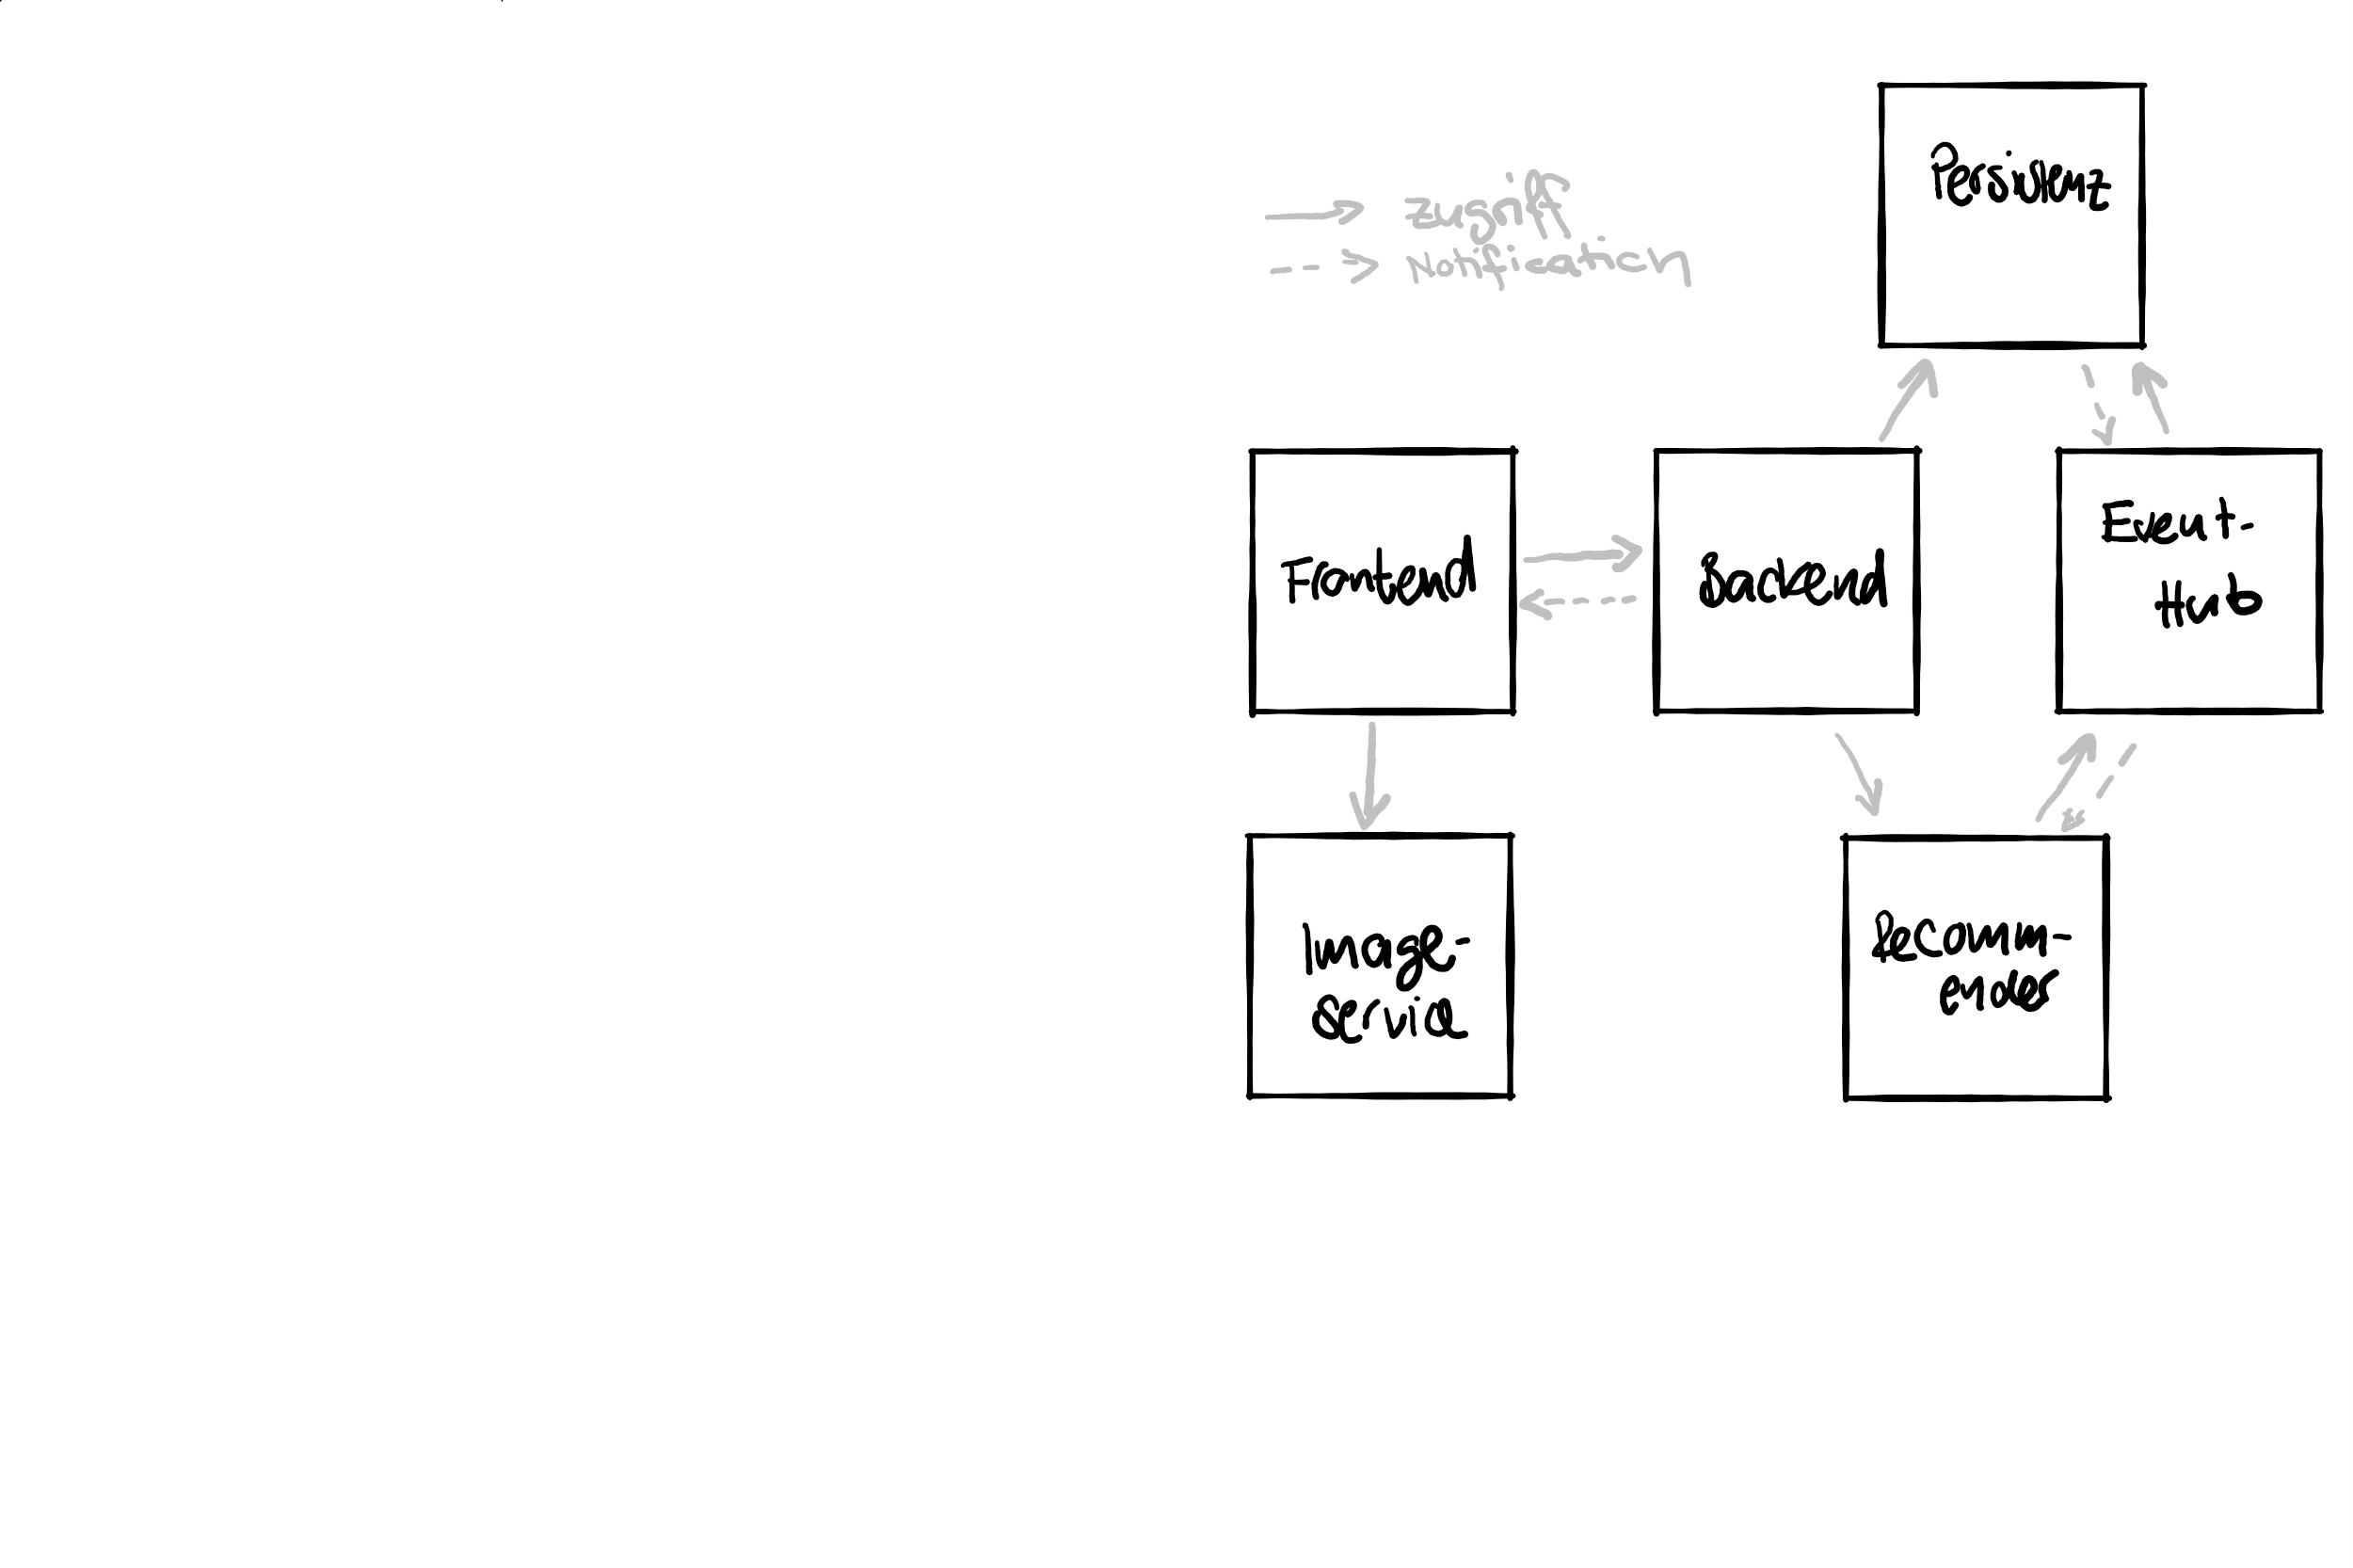 Persistenz
Zugriff
Notification
Frontend
Backend
Event-
Hub
Image-
Service
Recomm-
ender